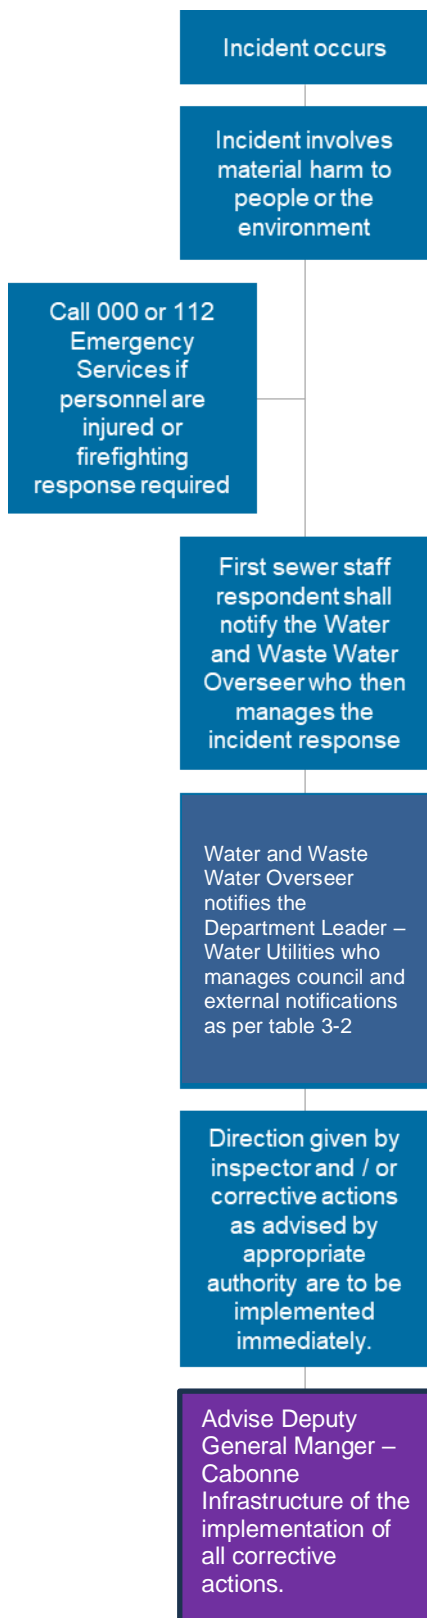 Incident occurs
Incident involves
material harm to
people or the
environment
Call 000 or 112
Emergency
Services if
personnel are
injured or
firefighting
response required
First sewer staff
respondent shall
notify the Water
and Waste Water
Overseer who then
manages the
incident response
Water and Waste
Water Overseer
notifies the
Department Leader –
Water Utilities who
manages council and
external notifications
as per table 3-2
Direction given by
inspector and / or
corrective actions
as advised by
appropriate
authority are to be
implemented
immediately.
Advise Deputy
General Manger –
Cabonne
Infrastructure of the
implementation of
all corrective
actions.